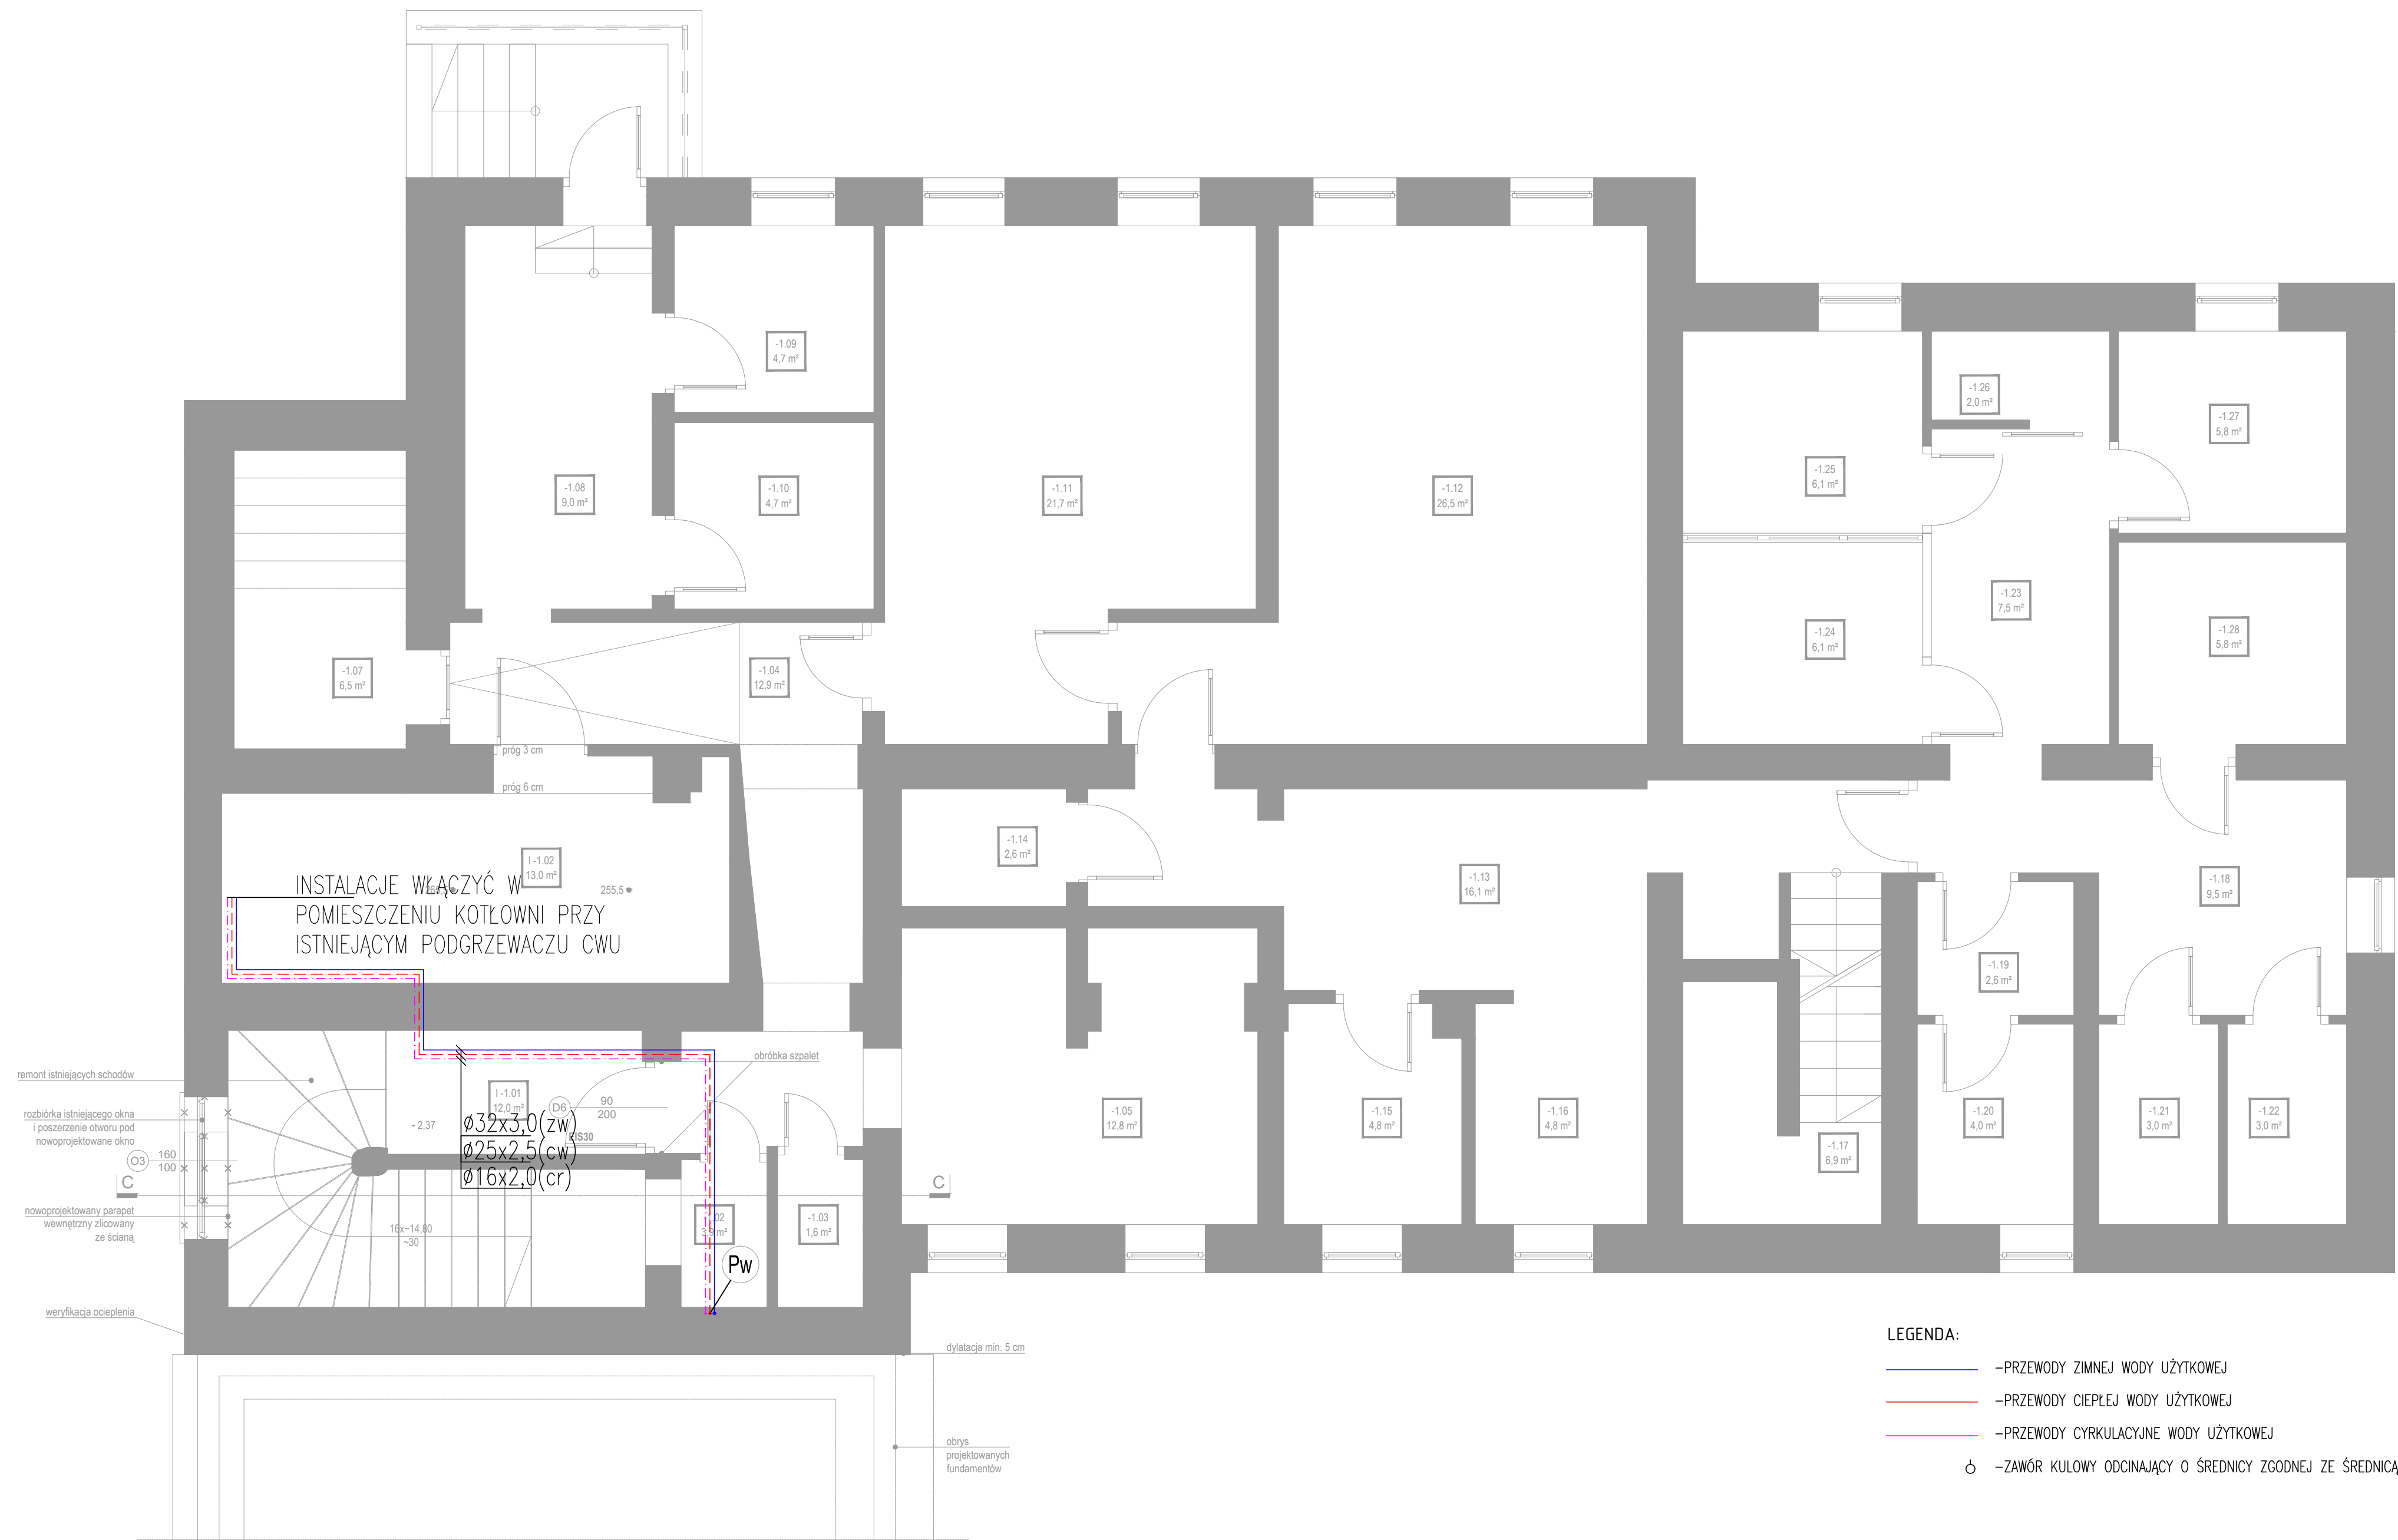 -1.09
4,7 m²
-1.26
2,0 m²
-1.27
5,8 m²
-1.08
9,0 m²
-1.10
4,7 m²
-1.11
21,7 m²
-1.12
26,5 m²
-1.25
6,1 m²
-1.23
7,5 m²
-1.24
6,1 m²
-1.28
5,8 m²
-1.07
6,5 m²
-1.04
12,9 m²
próg 3 cm
próg 6 cm
I -1.02
13,0 m²
255,5
INSTALACJE WŁĄCZYĆ W
POMIESZCZENIU KOTŁOWNI PRZY
ISTNIEJĄCYM PODGRZEWACZU CWU
-1.14
2,6 m²
-1.13
16,1 m²
-1.18
9,5 m²
-1.19
2,6 m²
remont istniejących schodów
rozbiórka istniejącego okna
i poszerzenie otworu pod
nowoprojektowane okno
O3
160
100
C
nowoprojektowany parapet
wewnętrzny zlicowany
ze ścianą
weryfikacja ocieplenia
obróbka szpalet
I -1.01
12,0 m²
D6
90
200
EIS30
- 2,37
Ø32x3,0(zw)
Ø25x2,5(cw)
Ø16x2,0(cr)
16x~14,80
~30
-1.02
3,9 m²
-1.03
1,6 m²
Pw
C
-1.05
12,8 m²
-1.15
4,8 m²
-1.16
4,8 m²
-1.17
6,9 m²
-1.20
4,0 m²
-1.21
3,0 m²
-1.22
3,0 m²
dylatacja min. 5 cm
obrys
projektowanych
fundamentów
LEGENDA:
-PRZEWODY ZIMNEJ WODY UŻYTKOWEJ
-PRZEWODY CIEPŁEJ WODY UŻYTKOWEJ
-PRZEWODY CYRKULACYJNE WODY UŻYTKOWEJ
-ZAWÓR KULOWY ODCINAJĄCY O ŚREDNICY ZGODNEJ ZE ŚREDNICĄ